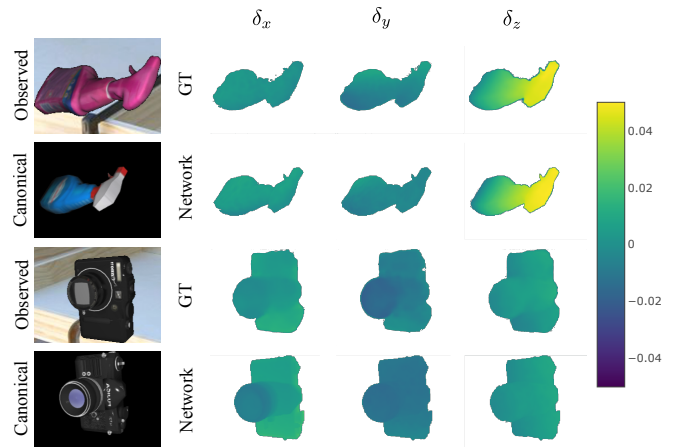 δx δy δz
Observed GT
Canonical Network
Observed GT
Canonical Network
0.04
0.02
0
−0.02
−0.04